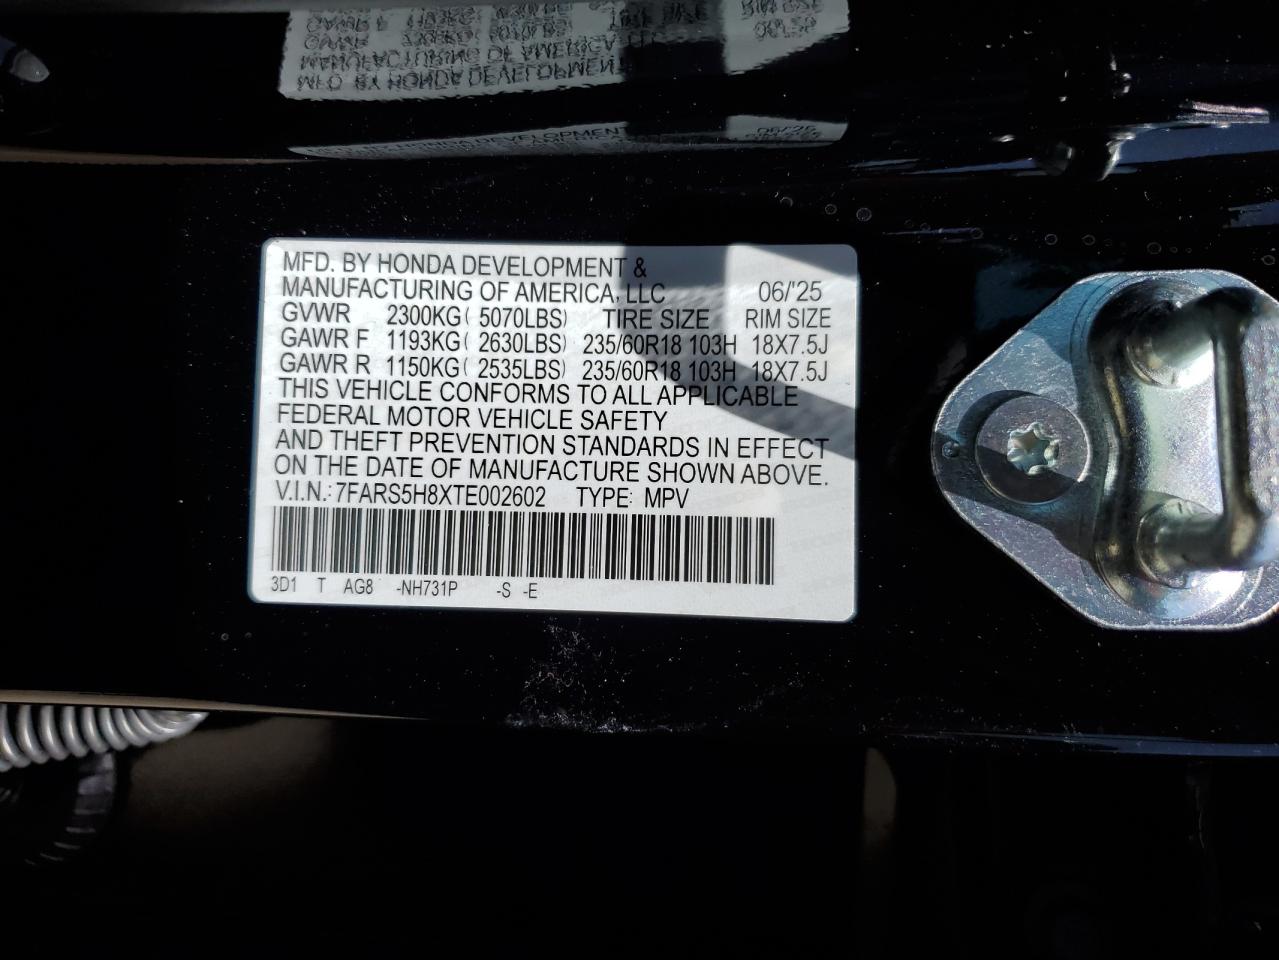 MFD. BY HONDA DEVELOPMENT &
MANUFACTURING OF AMERICA, LLC 06/'25
GVWR 2300KG( 5070LBS) TIRE SIZE RIM SIZE
GAWR F 1193KG( 2630LBS) 235/60R18 103H 18X7.5J
GAWR R 1150KG( 2535LBS) 235/60R18 103H 18X7.5J
THIS VEHICLE CONFORMS TO ALL APPLICABLE
FEDERAL MOTOR VEHICLE SAFETY
AND THEFT PREVENTION STANDARDS IN EFFECT
ON THE DATE OF MANUFACTURE SHOWN ABOVE.
V.I.N.: 7FARS5H8XTE002602 TYPE: MPV
3D1 T AG8 -NH731P -S -E